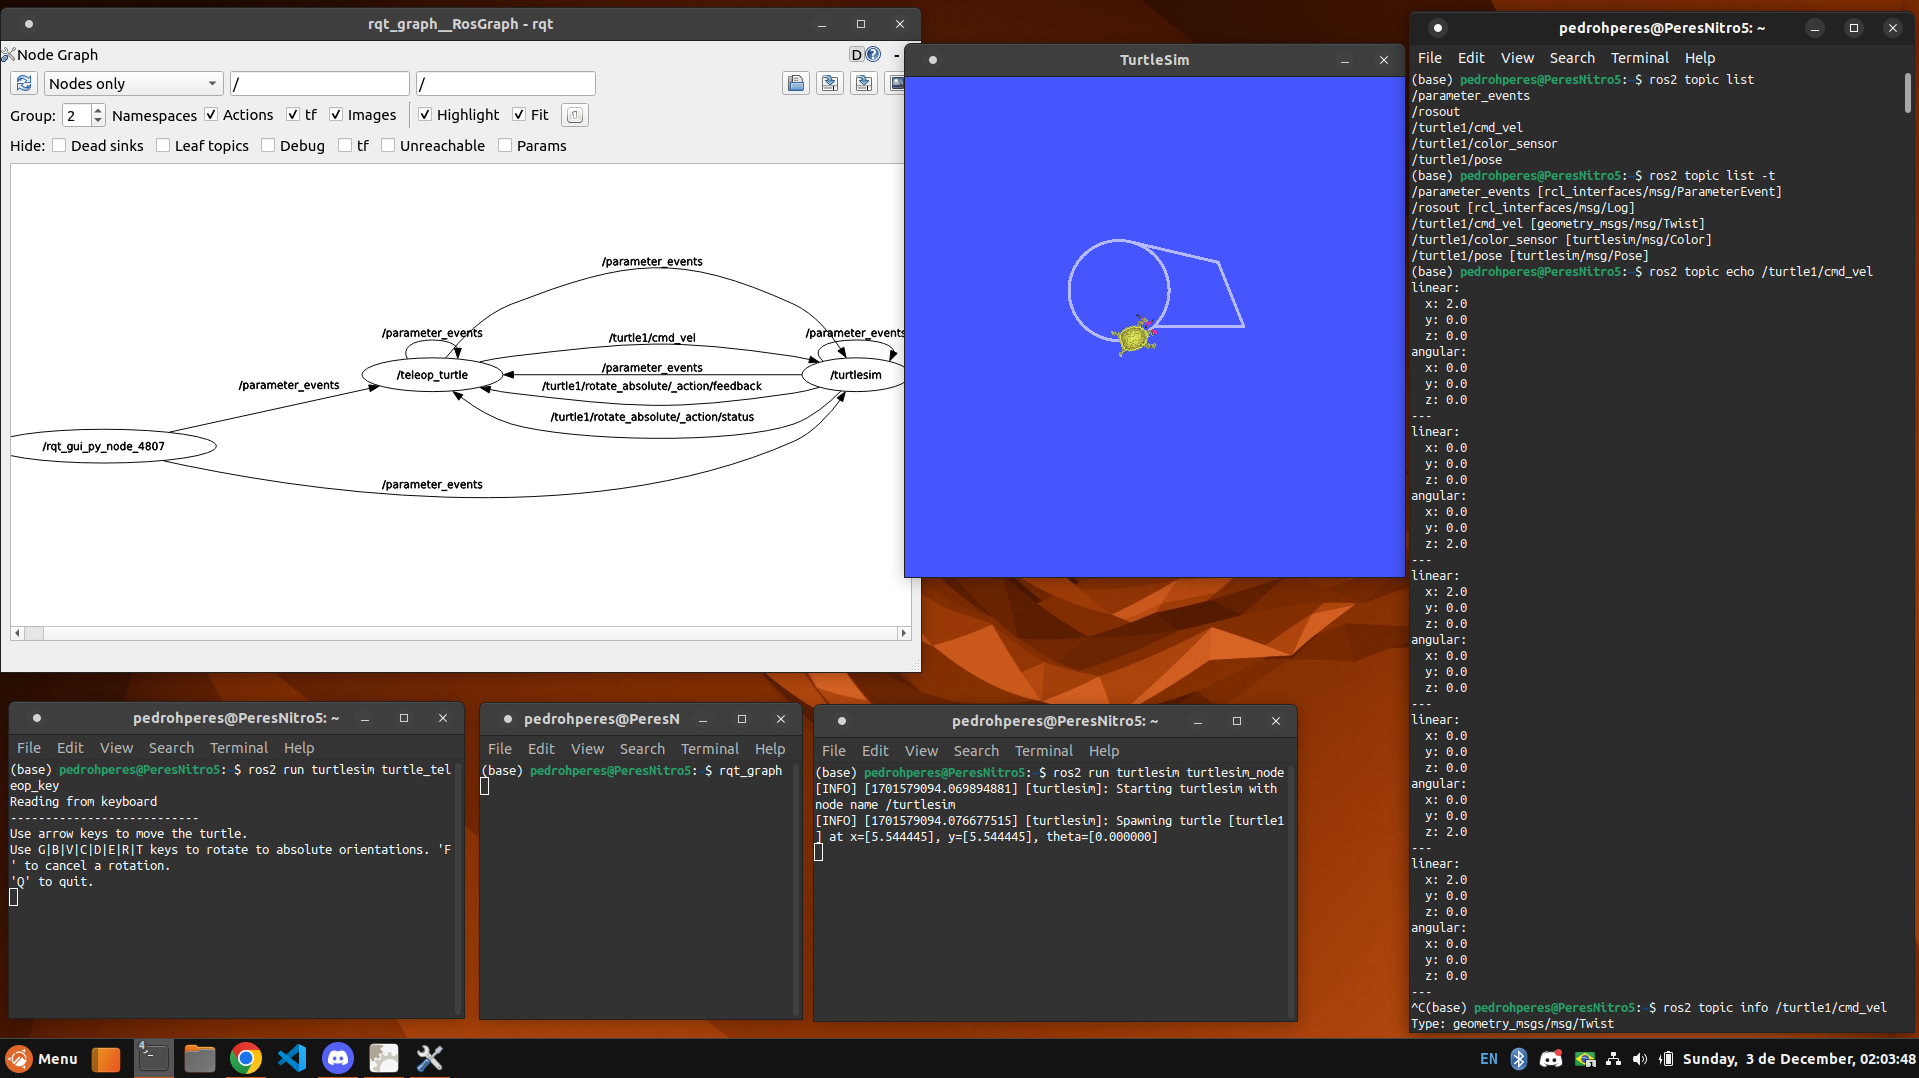 rqt_graph__RosGraph - rqt
Node Graph
D
Nodes only
/
/
Group: 2 Namespaces Actions tf Images Highlight Fit
Hide: Dead sinks Leaf topics Debug tf Unreachable Params
/parameter_events
/parameter_events
/turtle1/cmd_vel
/parameter_events
/parameter_events
/teleop_turtle
/turtlesim
/parameter_events
/turtle1/rotate_absolute/_action/feedback
/turtle1/rotate_absolute/_action/status
/rqt_gui_py_node_4807
/parameter_events
TurtleSim
pedrohperes@PeresNitro5: ~
File Edit View Search Terminal Help
(base) pedrohperes@PeresNitro5:~$ ros2 topic list
/parameter_events
/rosout
/turtle1/cmd_vel
/turtle1/color_sensor
/turtle1/pose
(base) pedrohperes@PeresNitro5:~$ ros2 topic list -t
/parameter_events [rcl_interfaces/msg/ParameterEvent]
/rosout [rcl_interfaces/msg/Log]
/turtle1/cmd_vel [geometry_msgs/msg/Twist]
/turtle1/color_sensor [turtlesim/msg/Color]
/turtle1/pose [turtlesim/msg/Pose]
(base) pedrohperes@PeresNitro5:~$ ros2 topic echo /turtle1/cmd_vel
linear:
x: 2.0
y: 0.0
z: 0.0
angular:
x: 0.0
y: 0.0
z: 0.0
---
linear:
x: 0.0
y: 0.0
z: 0.0
angular:
x: 0.0
y: 0.0
z: 2.0
---
linear:
x: 2.0
y: 0.0
z: 0.0
angular:
x: 0.0
y: 0.0
z: 0.0
---
linear:
x: 0.0
y: 0.0
z: 0.0
angular:
x: 0.0
y: 0.0
z: 2.0
---
linear:
x: 2.0
y: 0.0
z: 0.0
angular:
x: 0.0
y: 0.0
z: 0.0
---
^C(base) pedrohperes@PeresNitro5:~$ ros2 topic info /turtle1/cmd_vel
Type: geometry_msgs/msg/Twist
pedrohperes@PeresNitro5: ~
File Edit View Search Terminal Help
(base) pedrohperes@PeresNitro5:~$ ros2 run turtlesim turtle_tel
eop_key
Reading from keyboard
---------------------------
Use arrow keys to move the turtle.
Use G|B|V|C|D|E|R|T keys to rotate to absolute orientations. 'F
' to cancel a rotation.
'Q' to quit.
pedrohperes@PeresN
File Edit View Search Terminal Help
(base) pedrohperes@PeresNitro5:~$ rqt_graph
pedrohperes@PeresNitro5: ~
File Edit View Search Terminal Help
(base) pedrohperes@PeresNitro5:~$ ros2 run turtlesim turtlesim_node
[INFO] [1701579094.069894881] [turtlesim]: Starting turtlesim with
node name /turtlesim
[INFO] [1701579094.076677515] [turtlesim]: Spawning turtle [turtle1
] at x=[5.544445], y=[5.544445], theta=[0.000000]
Menu
4
EN
Sunday, 3 de December, 02:03:48